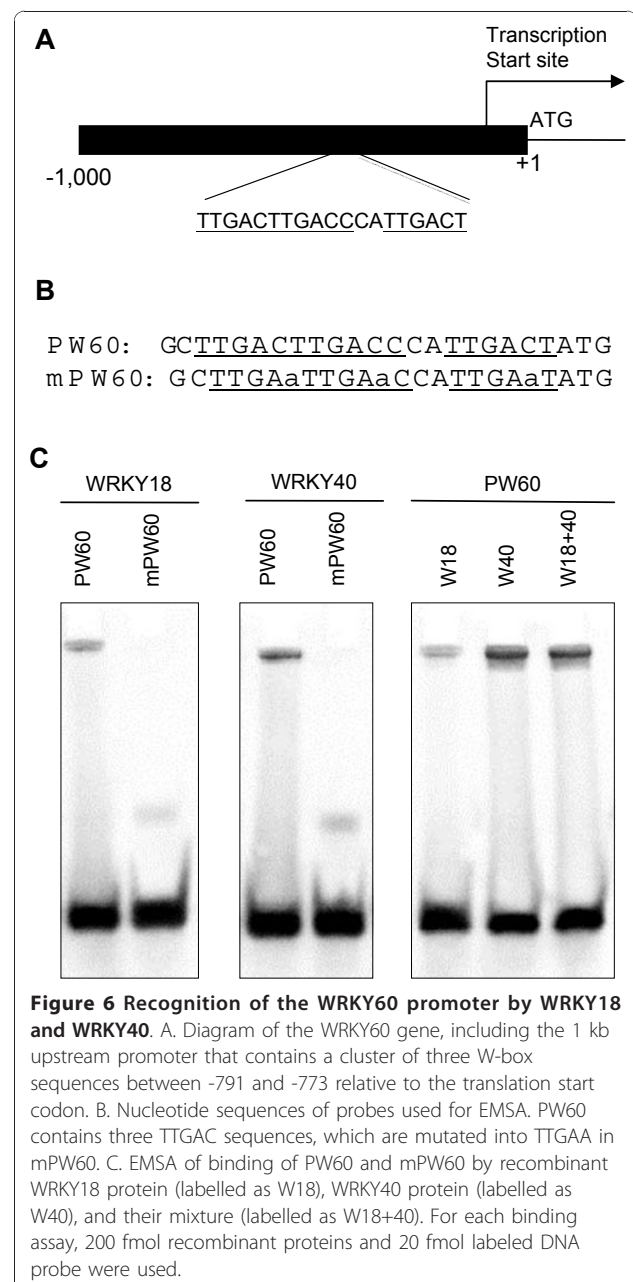 A
Transcription
Start site
ATG
-1,000
+1
TTGACTTGACCCATTGACT
B
PW60: GCTTGACTTGACCCATTGACTATG
mPW60: GCTTGAaTTGAaCCATTGAaTATG
C
WRKY18
WRKY40
PW60
PW60
mPW60
PW60
mPW60
W18
W40
W18+40
Figure 6 Recognition of the WRKY60 promoter by WRKY18
and WRKY40. A. Diagram of the WRKY60 gene, including the 1 kb
upstream promoter that contains a cluster of three W-box
sequences between -791 and -773 relative to the translation start
codon. B. Nucleotide sequences of probes used for EMSA. PW60
contains three TTGAC sequences, which are mutated into TTGAA in
mPW60. C. EMSA of binding of PW60 and mPW60 by recombinant
WRKY18 protein (labelled as W18), WRKY40 protein (labelled as
W40), and their mixture (labelled as W18+40). For each binding
assay, 200 fmol recombinant proteins and 20 fmol labeled DNA
probe were used.